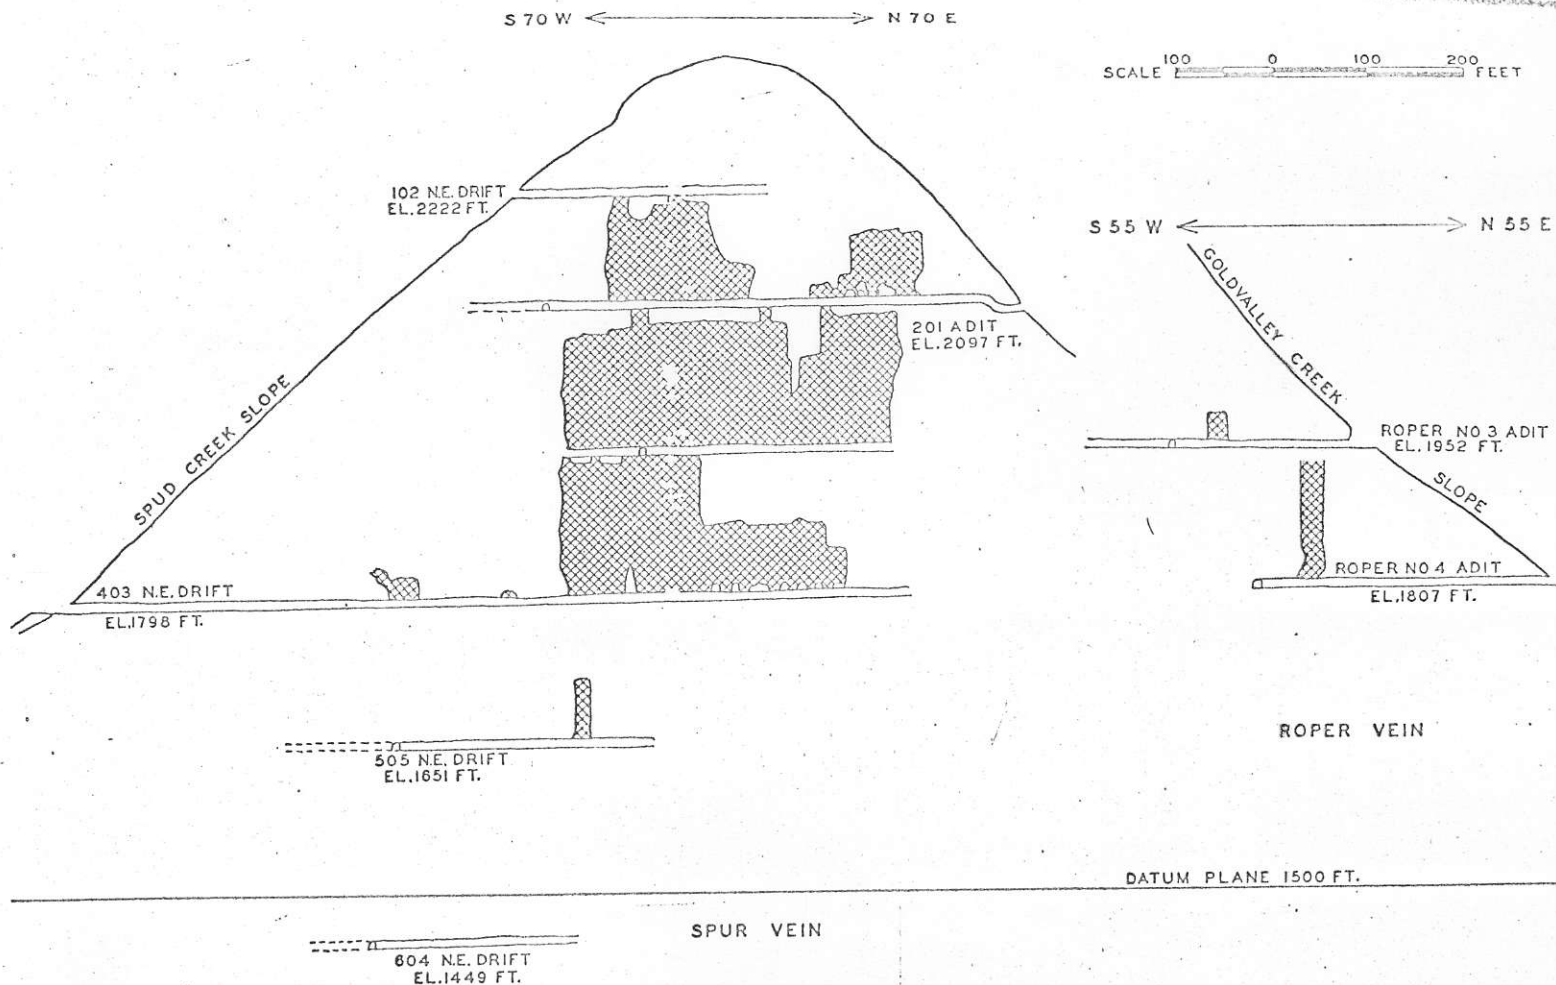 S 70 W N 70 E
SCALE 100 0 100 200 FEET
102 N.E. DRIFT
EL. 2222 FT.
S 55 W N 55 E
GOLDVALLEY CREEK
201 ADIT
EL. 2097 FT.
SPUD CREEK SLOPE
ROPER NO 3 ADIT
EL. 1952 FT.
SLOPE
403 N.E. DRIFT
EL. 1798 FT.
ROPER NO 4 ADIT
EL. 1807 FT.
505 N.E. DRIFT
EL. 1651 FT.
ROPER VEIN
DATUM PLANE 1500 FT.
SPUR VEIN
604 N.E. DRIFT
EL. 1449 FT.